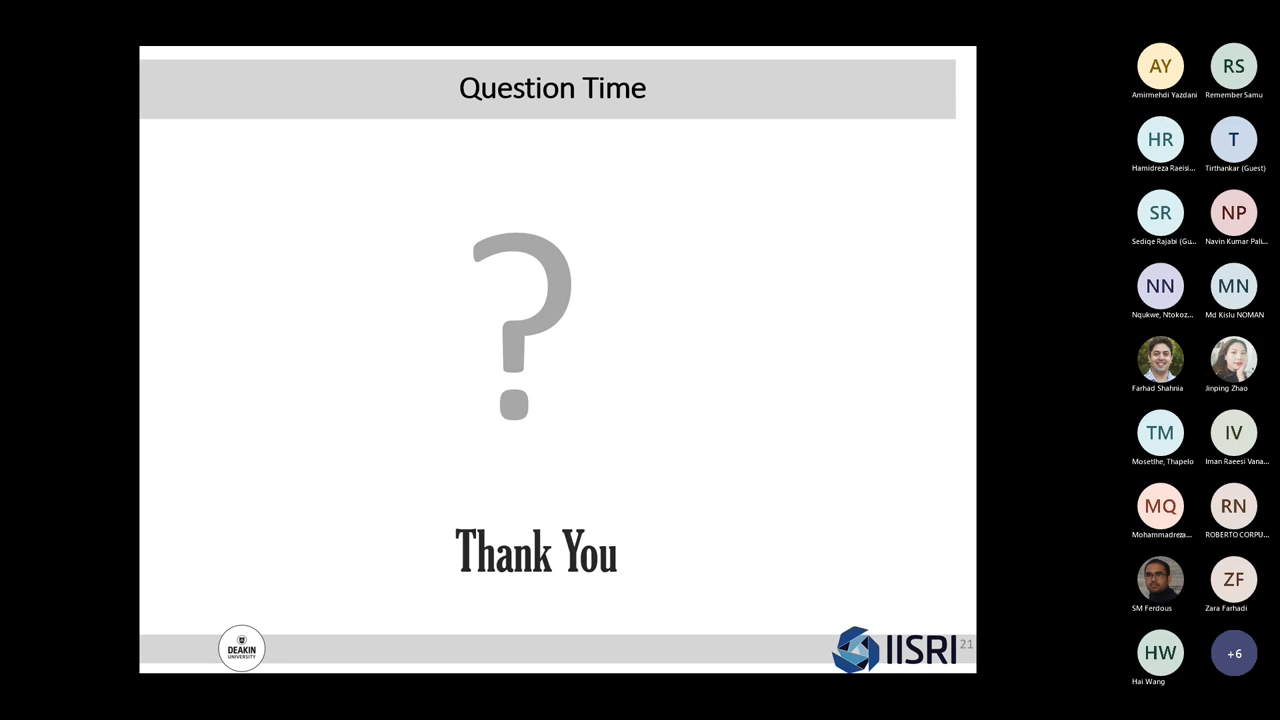 Question Time
?
Thank You
DEAKIN
UNIVERSITY
IISRI
21
AY
RS
Amirmehdi Yazdani
Remember Samu
HR
T
Hamidreza Raeisi...
Tirthankar (Guest)
SR
NP
Sediqe Rajabi (Gu...
Navin Kumar Pali...
NN
MN
Nqukwe, Ntokoz...
Md Kislu NOMAN
Farhad Shahnia
Jinping Zhao
TM
IV
Mosetlhe, Thapelo
Iman Raeesi Vana...
MQ
RN
Mohammadreza...
ROBERTO CORPU...
ZF
SM Ferdous
Zara Farhadi
HW
+6
Hai Wang